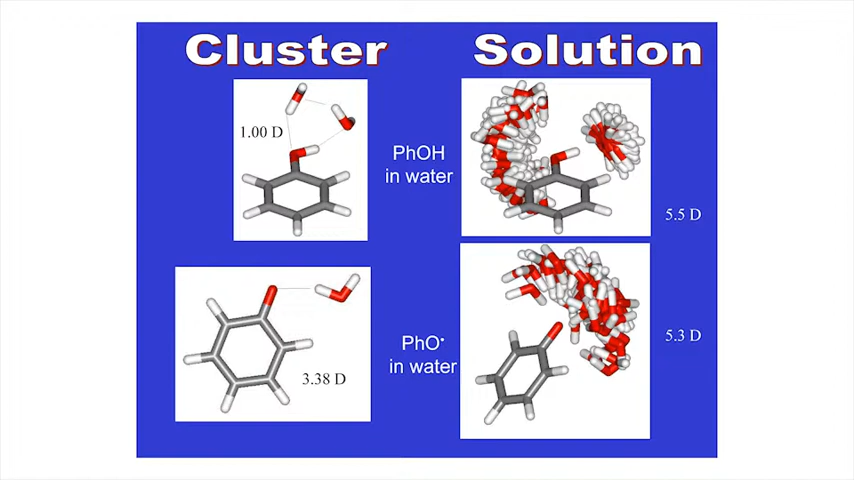 Cluster
Solution
1.00 D
PhOH
in water
5.5 D
PhO•
in water
3.38 D
5.3 D